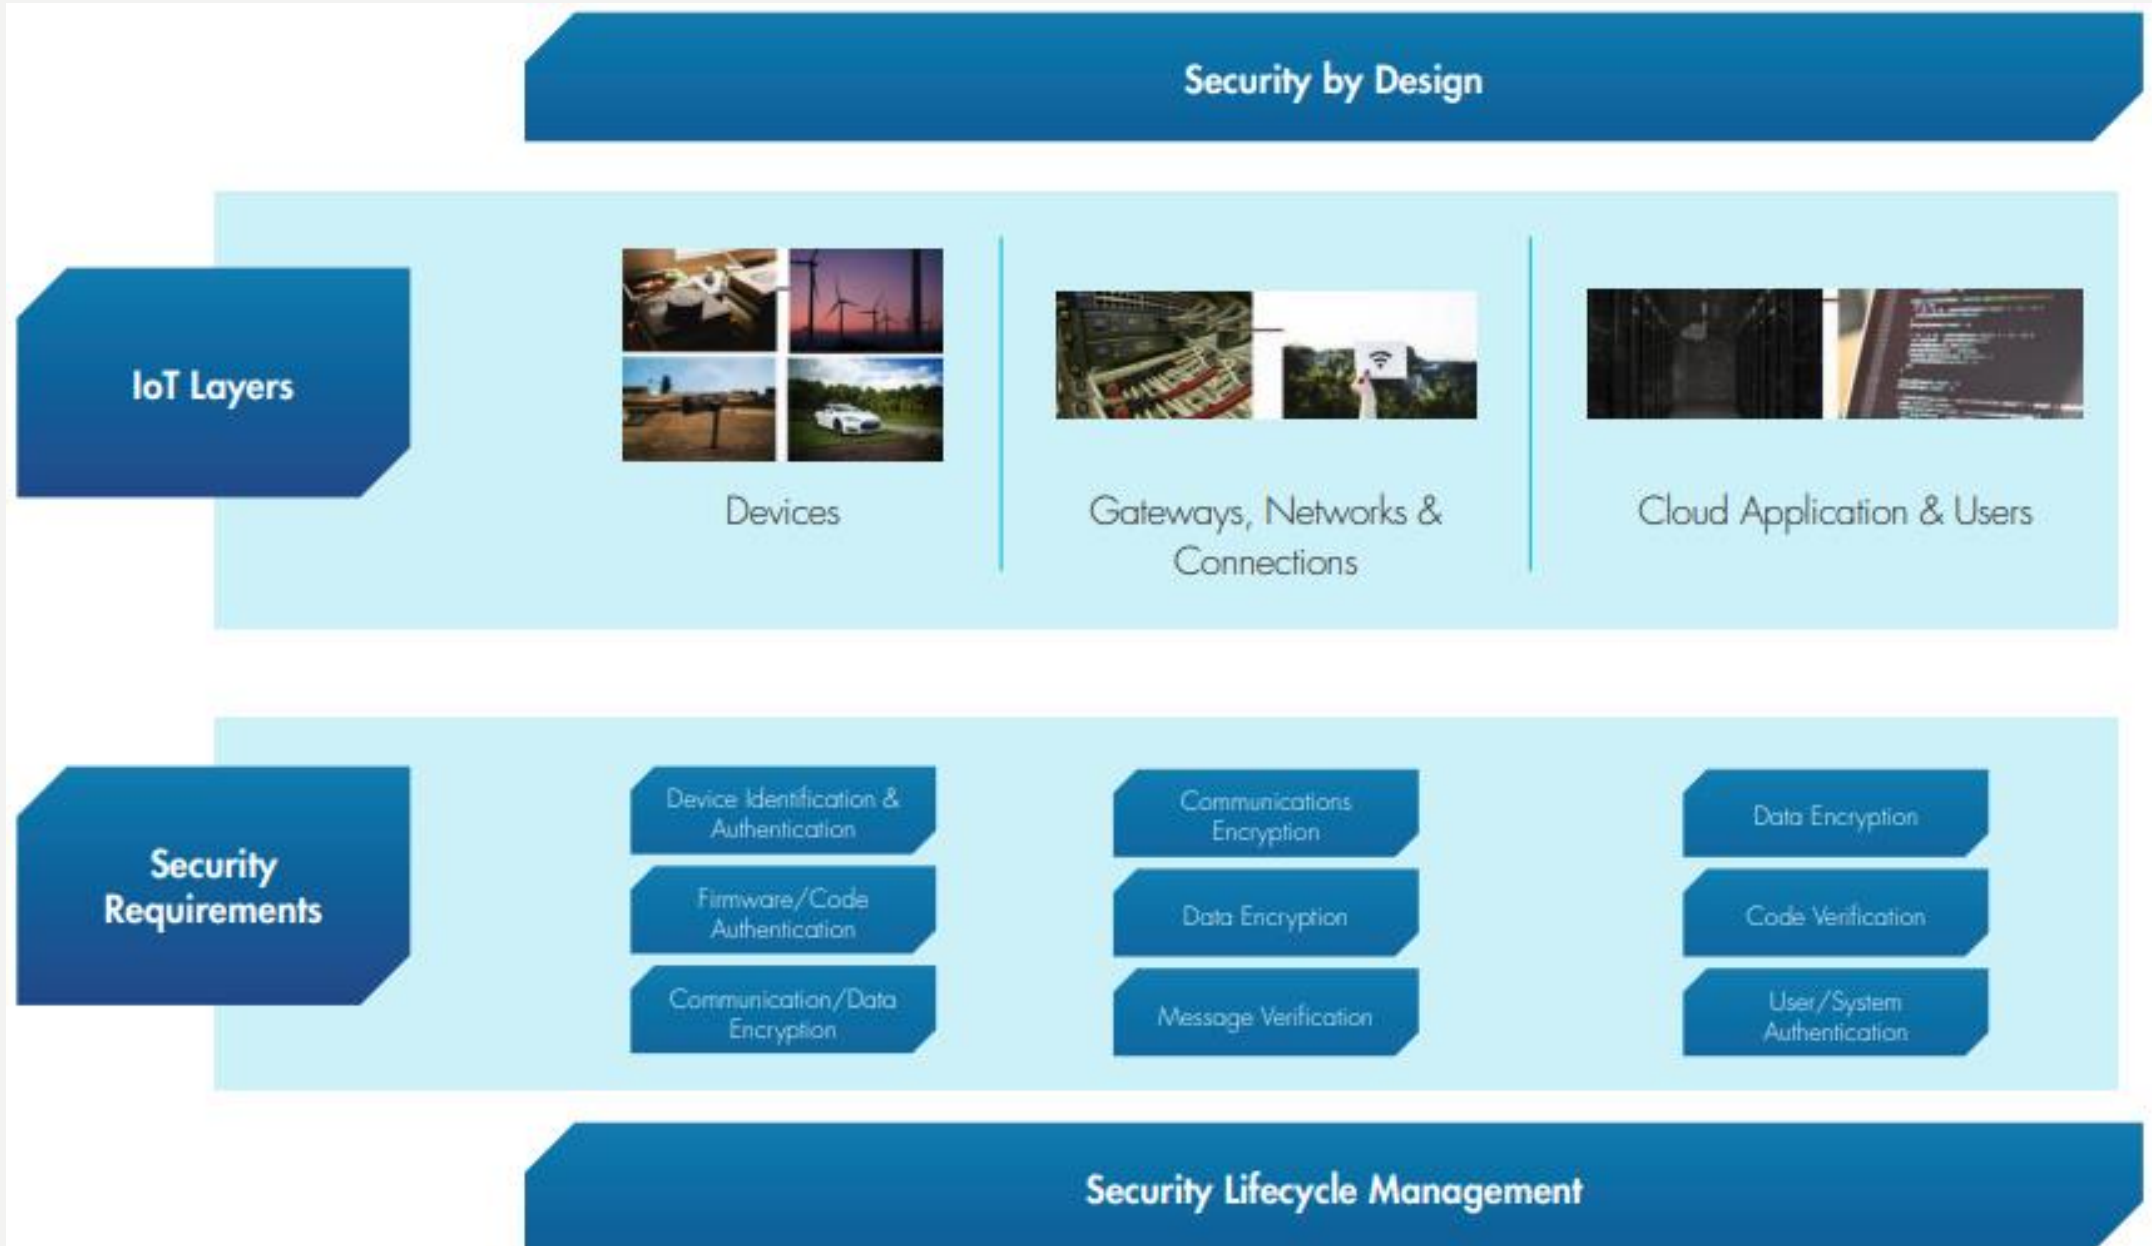 Security by Design
IoT Layers
Devices
Gateways, Networks &
Connections
Cloud Application & Users
Security
Requirements
Device Identification &
Authentication
Firmware/Code
Authentication
Communication/Data
Encryption
Communications
Encryption
Data Encryption
Message Verification
Data Encryption
Code Verification
User/System
Authentication
Security Lifecycle Management